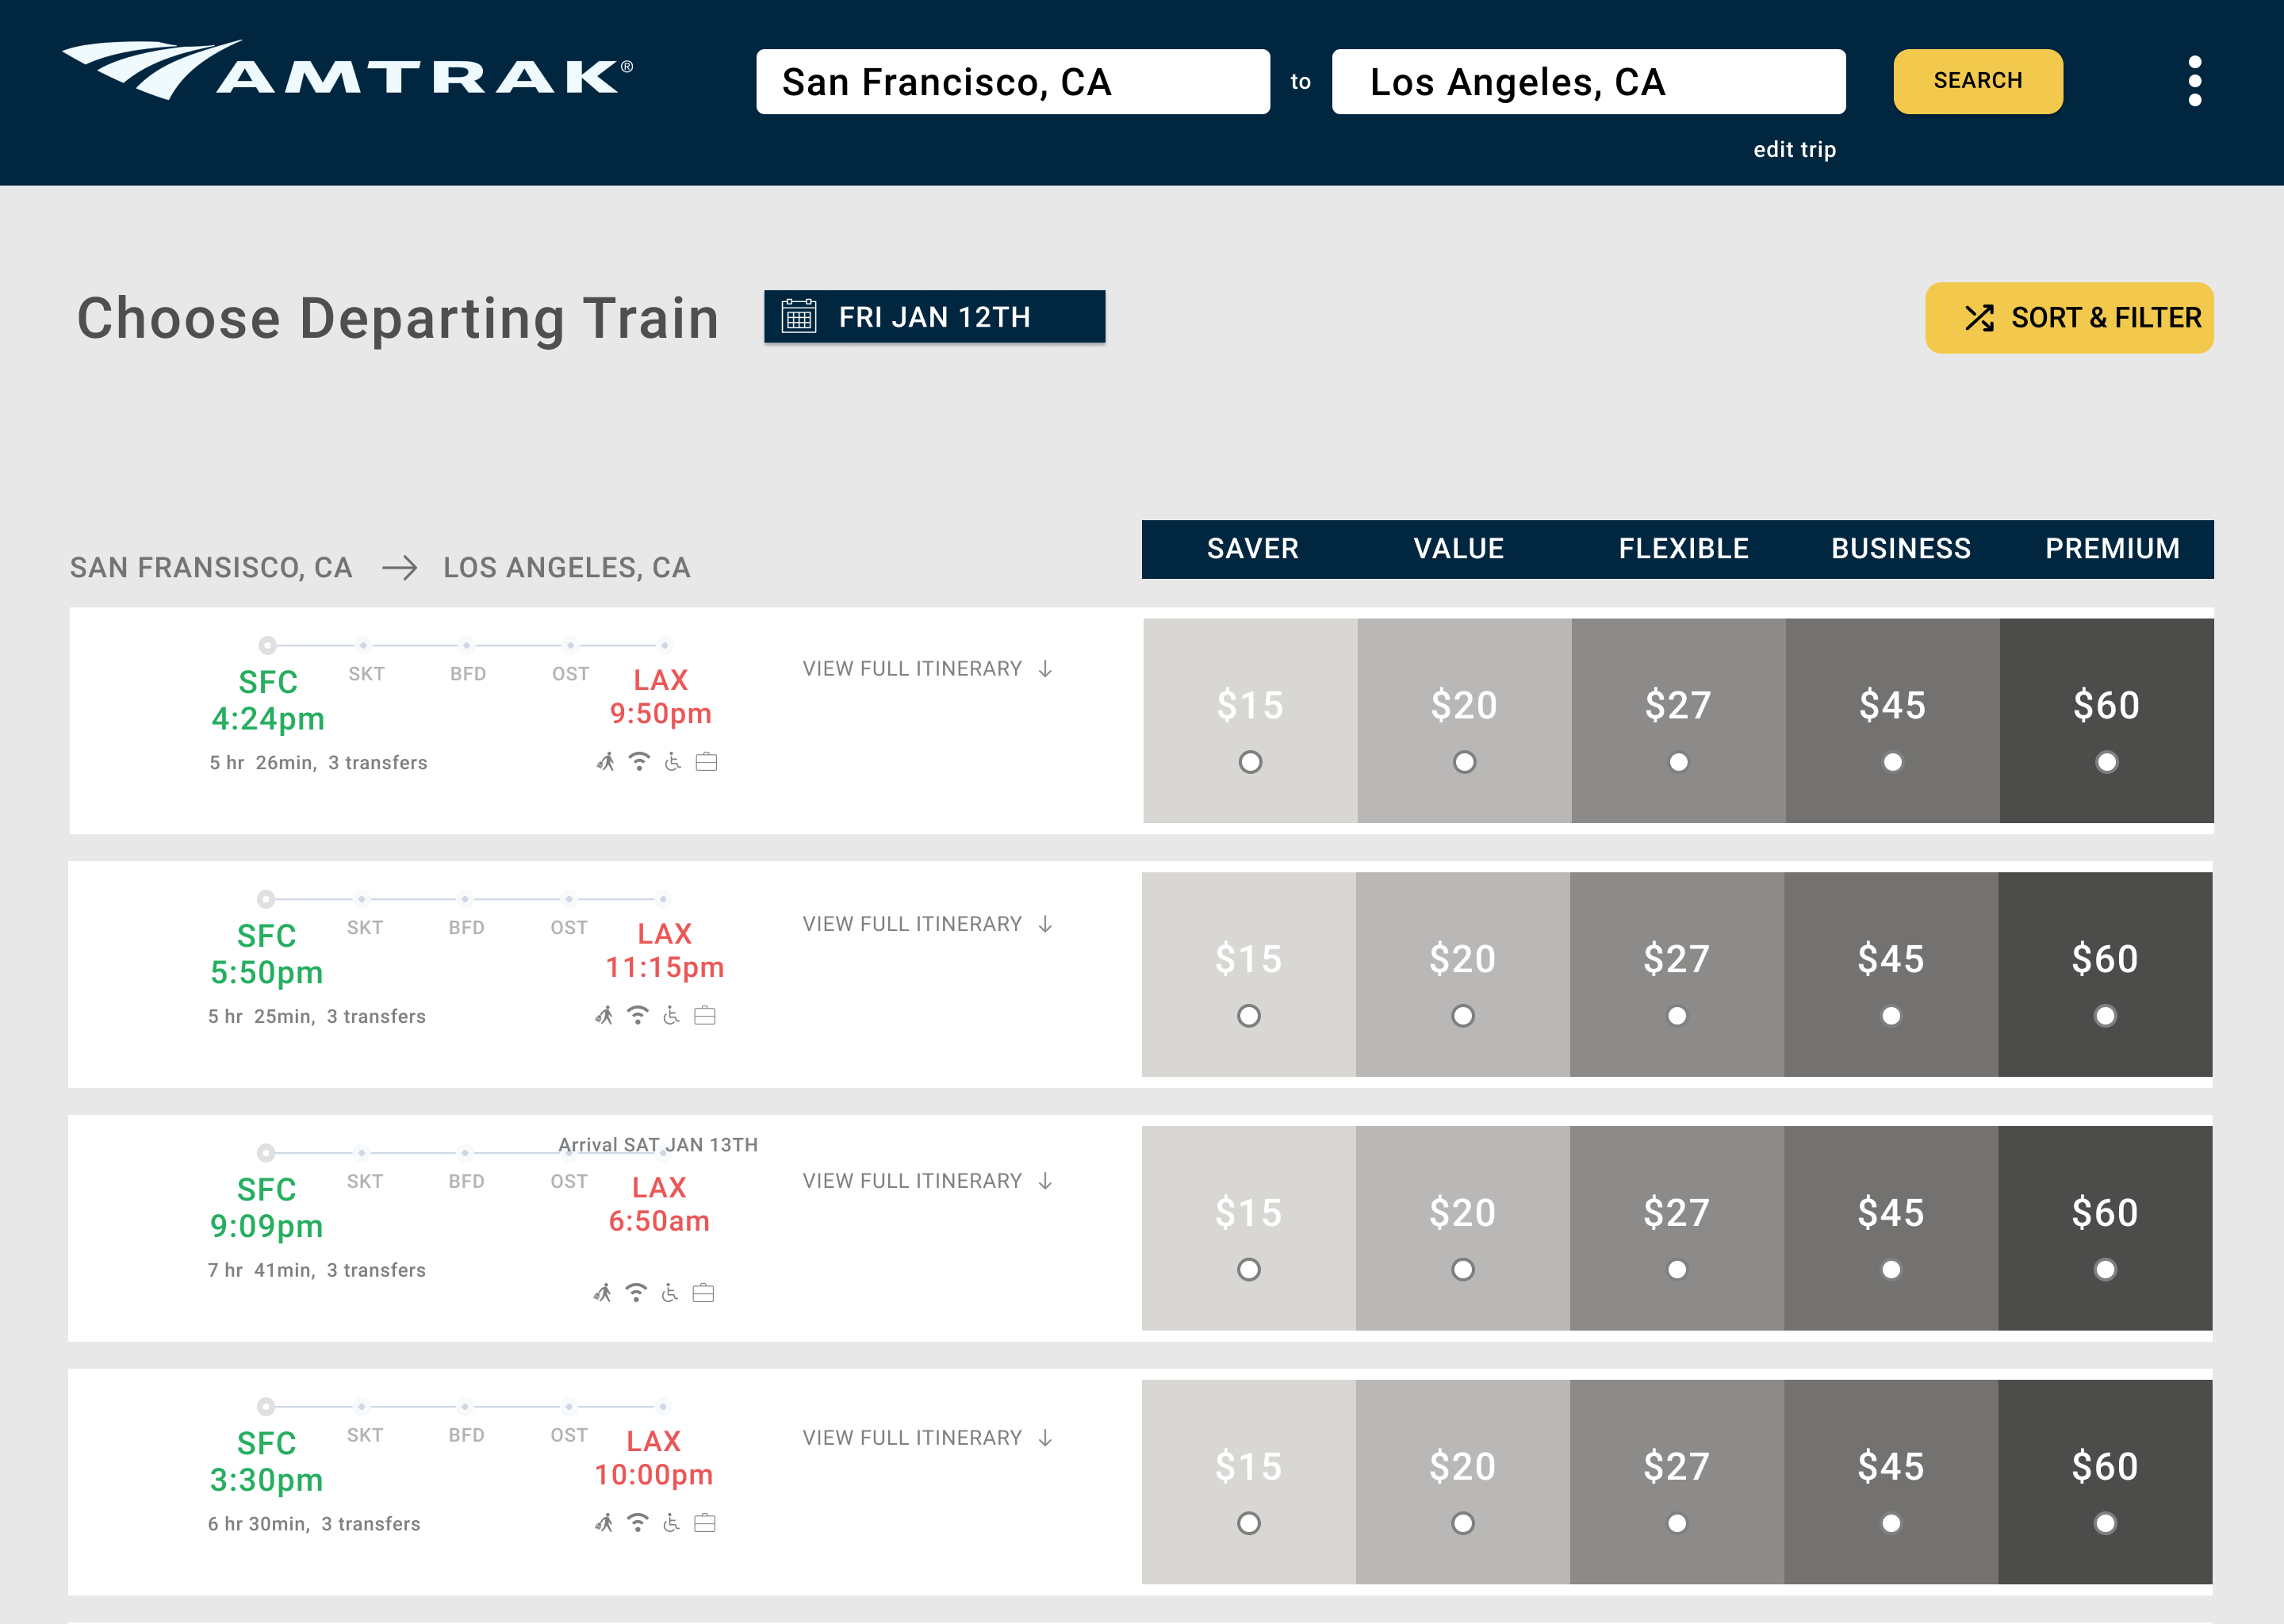 AMTRAK®
San Francisco, CA to Los Angeles, CA SEARCH
edit trip
Choose Departing Train FRI JAN 12TH SORT & FILTER
SAVER VALUE FLEXIBLE BUSINESS PREMIUM
SAN FRANSISCO, CA → LOS ANGELES, CA
SKT BFD OST VIEW FULL ITINERARY ↓
SFC LAX
4:24pm 9:50pm $15 $20 $27 $45 $60
5 hr 26min, 3 transfers
SKT BFD OST VIEW FULL ITINERARY ↓
SFC LAX
5:50pm 11:15pm $15 $20 $27 $45 $60
5 hr 25min, 3 transfers
Arrival SAT JAN 13TH
SKT BFD OST VIEW FULL ITINERARY ↓
SFC LAX
9:09pm 6:50am $15 $20 $27 $45 $60
7 hr 41min, 3 transfers
SKT BFD OST VIEW FULL ITINERARY ↓
SFC LAX
3:30pm 10:00pm $15 $20 $27 $45 $60
6 hr 30min, 3 transfers